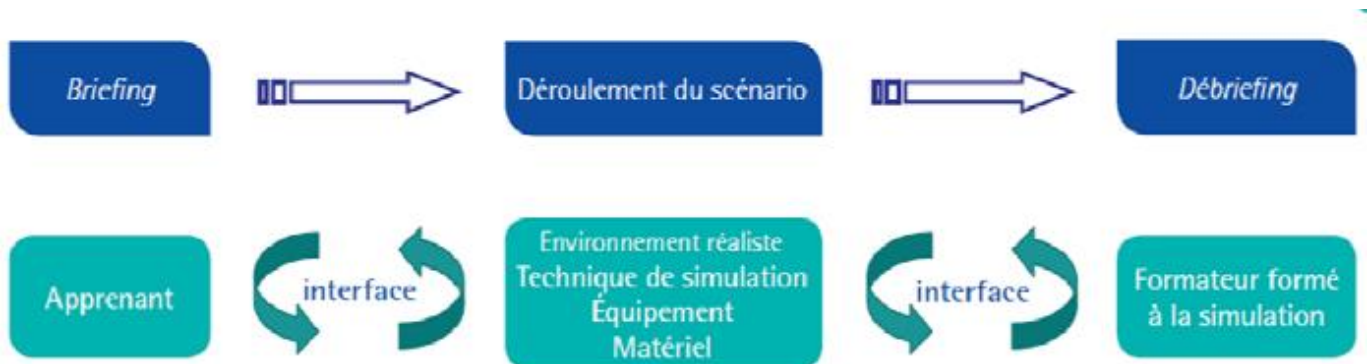 Briefing
Déroulement du scénario
Débriefing
Apprenant
interface
Environnement réaliste
Technique de simulation
Équipement
Matériel
interface
Formateur formé
à la simulation